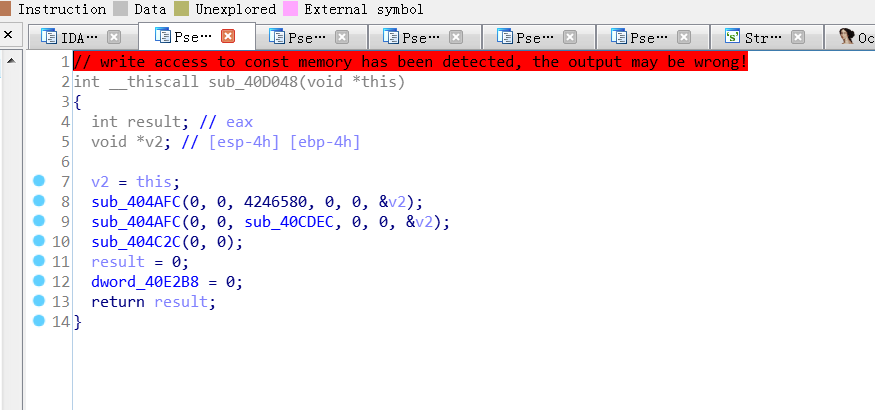 Instruction Data Unexplored External symbol
IDA··· Pse··· Pse··· Pse··· Pse··· Pse··· Str··· Oc
1 // write access to const memory has been detected, the output may be wrong!
2 int __thiscall sub_40D048(void *this)
3 {
4 int result; // eax
5 void *v2; // [esp-4h] [ebp-4h]
6
7 v2 = this;
8 sub_404AFC(0, 0, 4246580, 0, 0, &v2);
9 sub_404AFC(0, 0, sub_40CDEC, 0, 0, &v2);
10 sub_404C2C(0, 0);
11 result = 0;
12 dword_40E2B8 = 0;
13 return result;
14 }